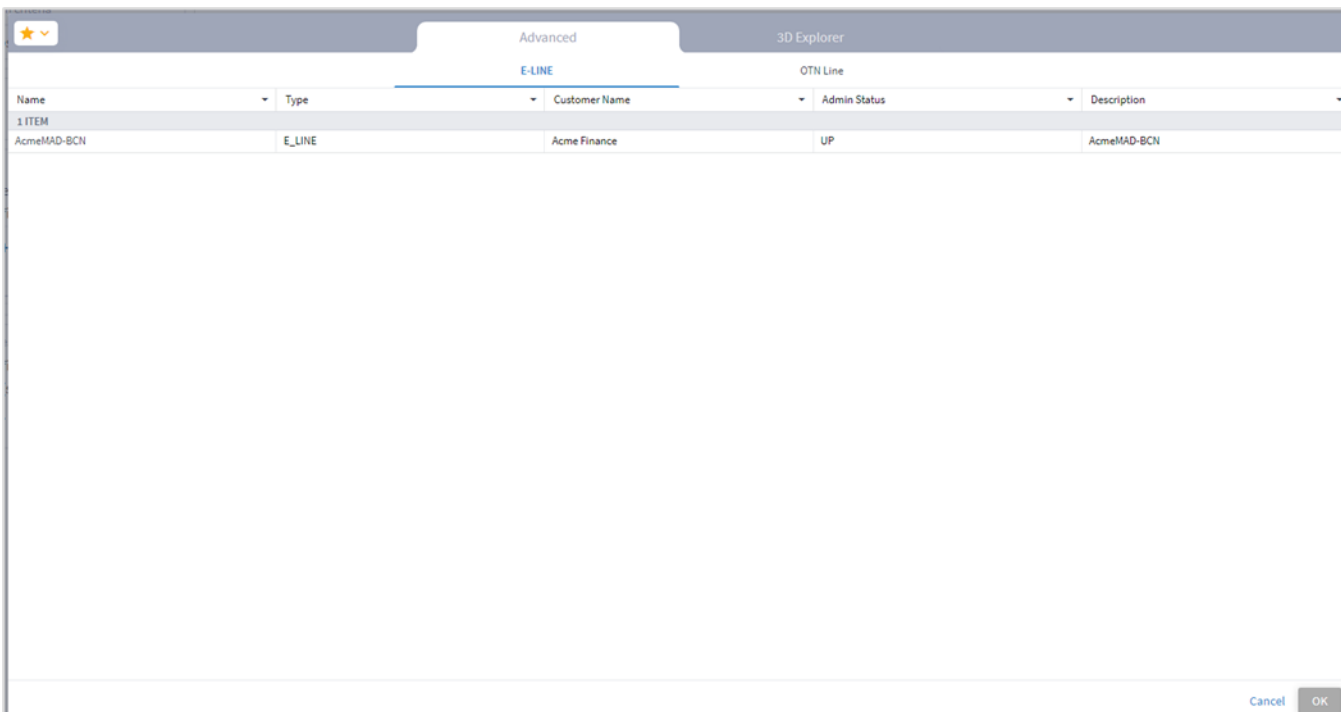 Advanced 3D Explorer
E-LINE OTN Line
Name Type Customer Name Admin Status Description
1 ITEM
AcmeMAD-BCN E_LINE Acme Finance UP AcmeMAD-BCN
Cancel OK